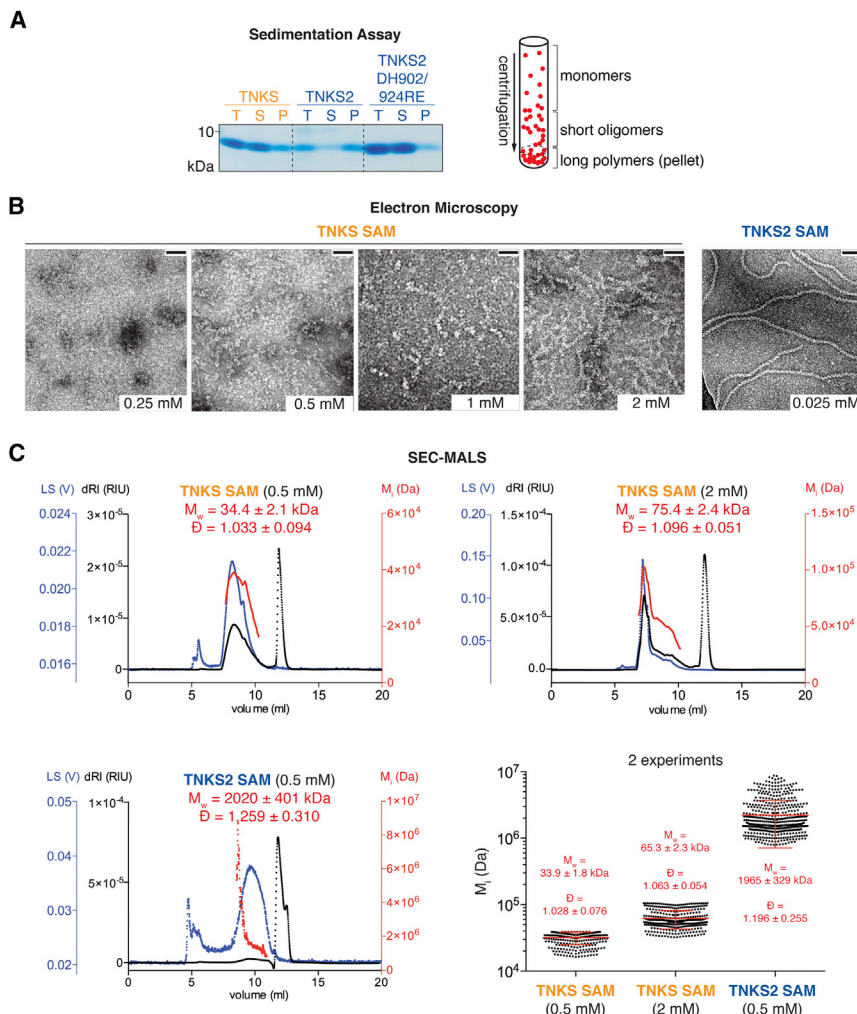 A
Sedimentation Assay
TNKS TNKS2 TNKS2
DH902/
924RE
T S P T S P T S P
10
kDa
centrifugation
monomers
short oligomers
long polymers (pellet)
B
Electron Microscopy
TNKS SAM TNKS2 SAM
0.25 mM 0.5 mM 1 mM 2 mM 0.025 mM
C
SEC-MALS
LS (V) dRI (RIU) TNKS SAM (0.5 mM) Mi (Da)
Mw = 34.4 ± 2.1 kDa
Đ = 1.033 ± 0.094
0.024
0.022
0.020
0.018
0.016
3×10-5
2×10-5
1×10-5
0
6×104
4×104
2×104
0
0 5 10 15 20
volume (ml)
LS (V) dRI (RIU) TNKS SAM (2 mM) Mi (Da)
Mw = 75.4 ± 2.4 kDa
Đ = 1.096 ± 0.051
0.20
0.15
0.10
0.05
1.5×10-4
1.0×10-4
5.0×10-5
0.0
1.5×105
1.0×105
5.0×104
0
0 5 10 15 20
volume (ml)
LS (V) dRI (RIU) TNKS2 SAM (0.5 mM) Mi (Da)
Mw = 2020 ± 401 kDa
Đ = 1.259 ± 0.310
0.05
0.04
0.03
0.02
1×10-4
5×10-5
0
1×107
8×106
6×106
4×106
2×106
0
0 5 10 15 20
volume (ml)
2 experiments
Mi (Da)
107
106
105
104
Mw =
33.9 ± 1.8 kDa
Đ =
1.028 ± 0.076
Mw =
65.3 ± 2.3 kDa
Đ =
1.063 ± 0.054
Mw =
1965 ± 329 kDa
Đ =
1.196 ± 0.255
TNKS SAM TNKS SAM TNKS2 SAM
(0.5 mM) (2 mM) (0.5 mM)